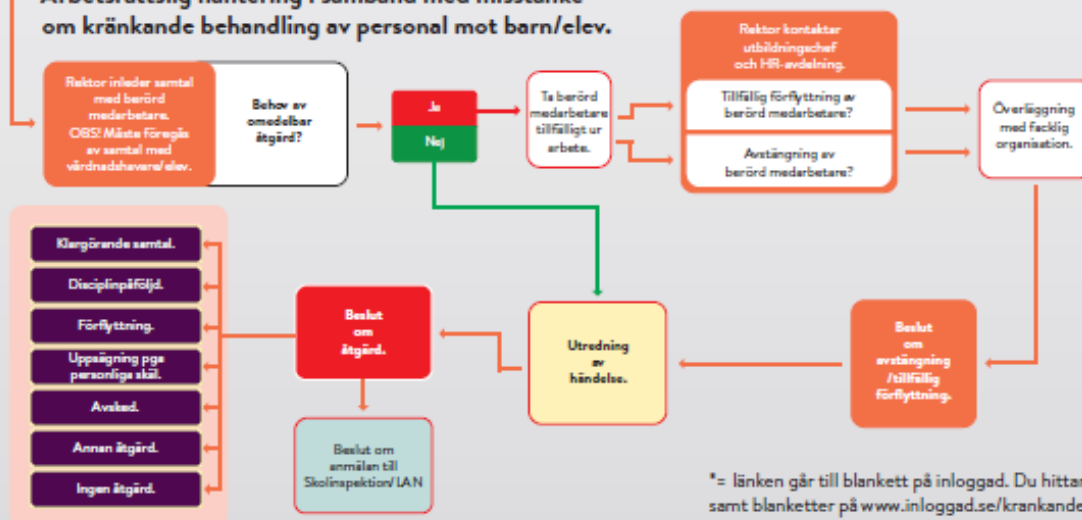 Arbetsrättslig hantering i samband med misstanke
om kränkande behandling av personal mot barn/elev.
Rektor inleder samtal
med berörd
medarbetare.
OBS! Måste föregås
av samtal med
vårdnadshavare/elev.
Behov av
omedelbar
åtgärd?
Ja
Nej
Ta berörd
medarbetare
tillfälligt ur
arbete.
Rektor kontaktar
utbildningschef
och HR-avdelning.
Tillfällig förflyttning av
berörd medarbetare?
Avstängning av
berörd medarbetare?
Överläggning
med facklig
organisation.
Beslut
om
avstängning
/tillfällig
förflyttning.
Utredning
av
händelse.
Beslut
om
åtgärd.
Beslut om
anmälan till
Skolinspektion/LAN
Klargörande samtal.
Disciplinpåföljd.
Förflyttning.
Uppsägning pga
personliga skäl.
Avsked.
Annan åtgärd.
Ingen åtgärd.
*= länken går till blankett på inloggad. Du hittar
samt blanketter på www.inloggad.se/krankande